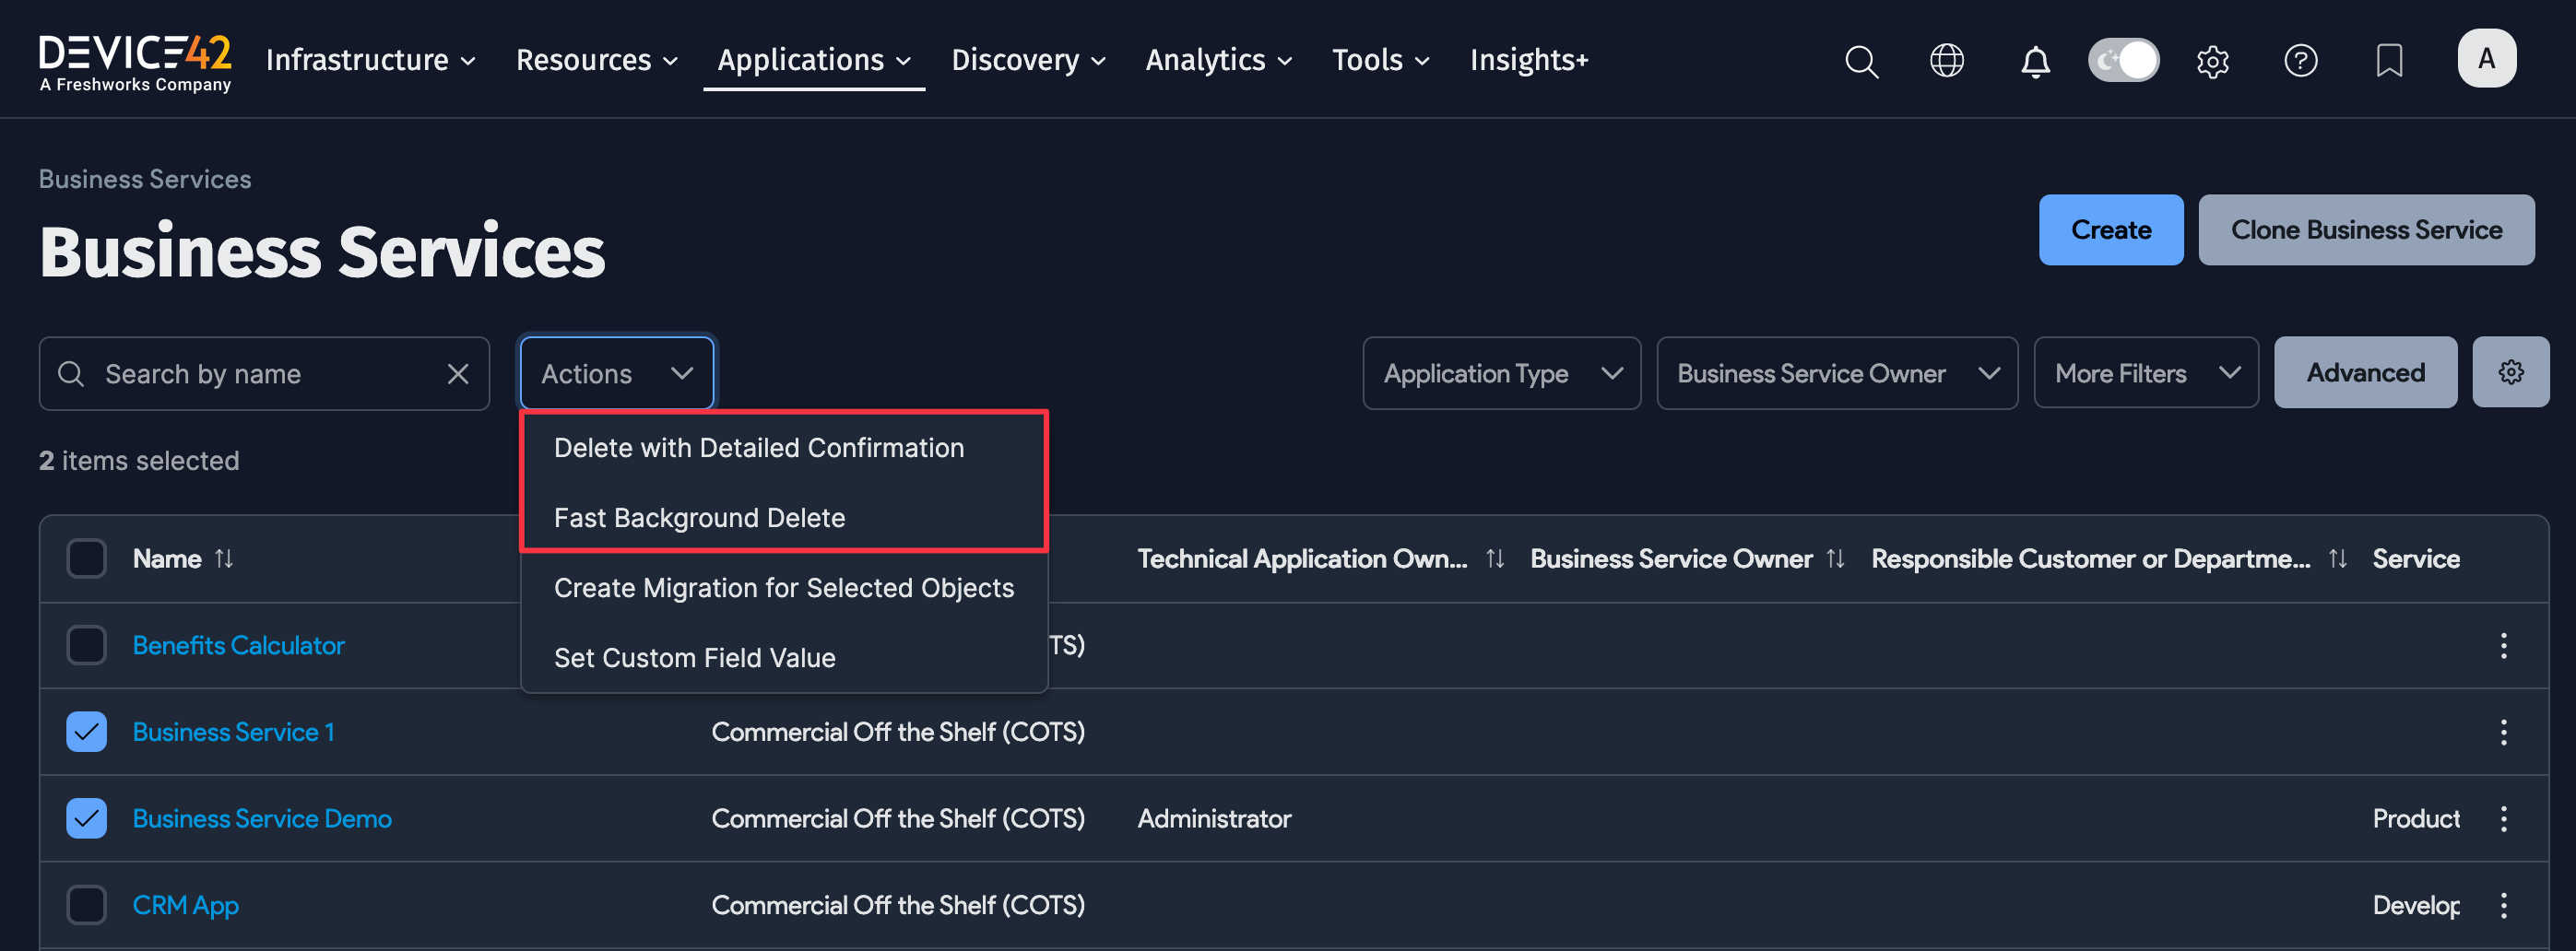 DEVICE42
A Freshworks Company
Infrastructure Resources Applications Discovery Analytics Tools Insights+
A
Business Services
Business Services
Create Clone Business Service
Search by name Actions Application Type Business Service Owner More Filters Advanced
Delete with Detailed Confirmation
2 items selected
Fast Background Delete
Name Technical Application Own... Business Service Owner Responsible Customer or Departme... Service
Create Migration for Selected Objects
Benefits Calculator TS)
Set Custom Field Value
Business Service 1 Commercial Off the Shelf (COTS)
Business Service Demo Commercial Off the Shelf (COTS) Administrator Product
CRM App Commercial Off the Shelf (COTS) Develop